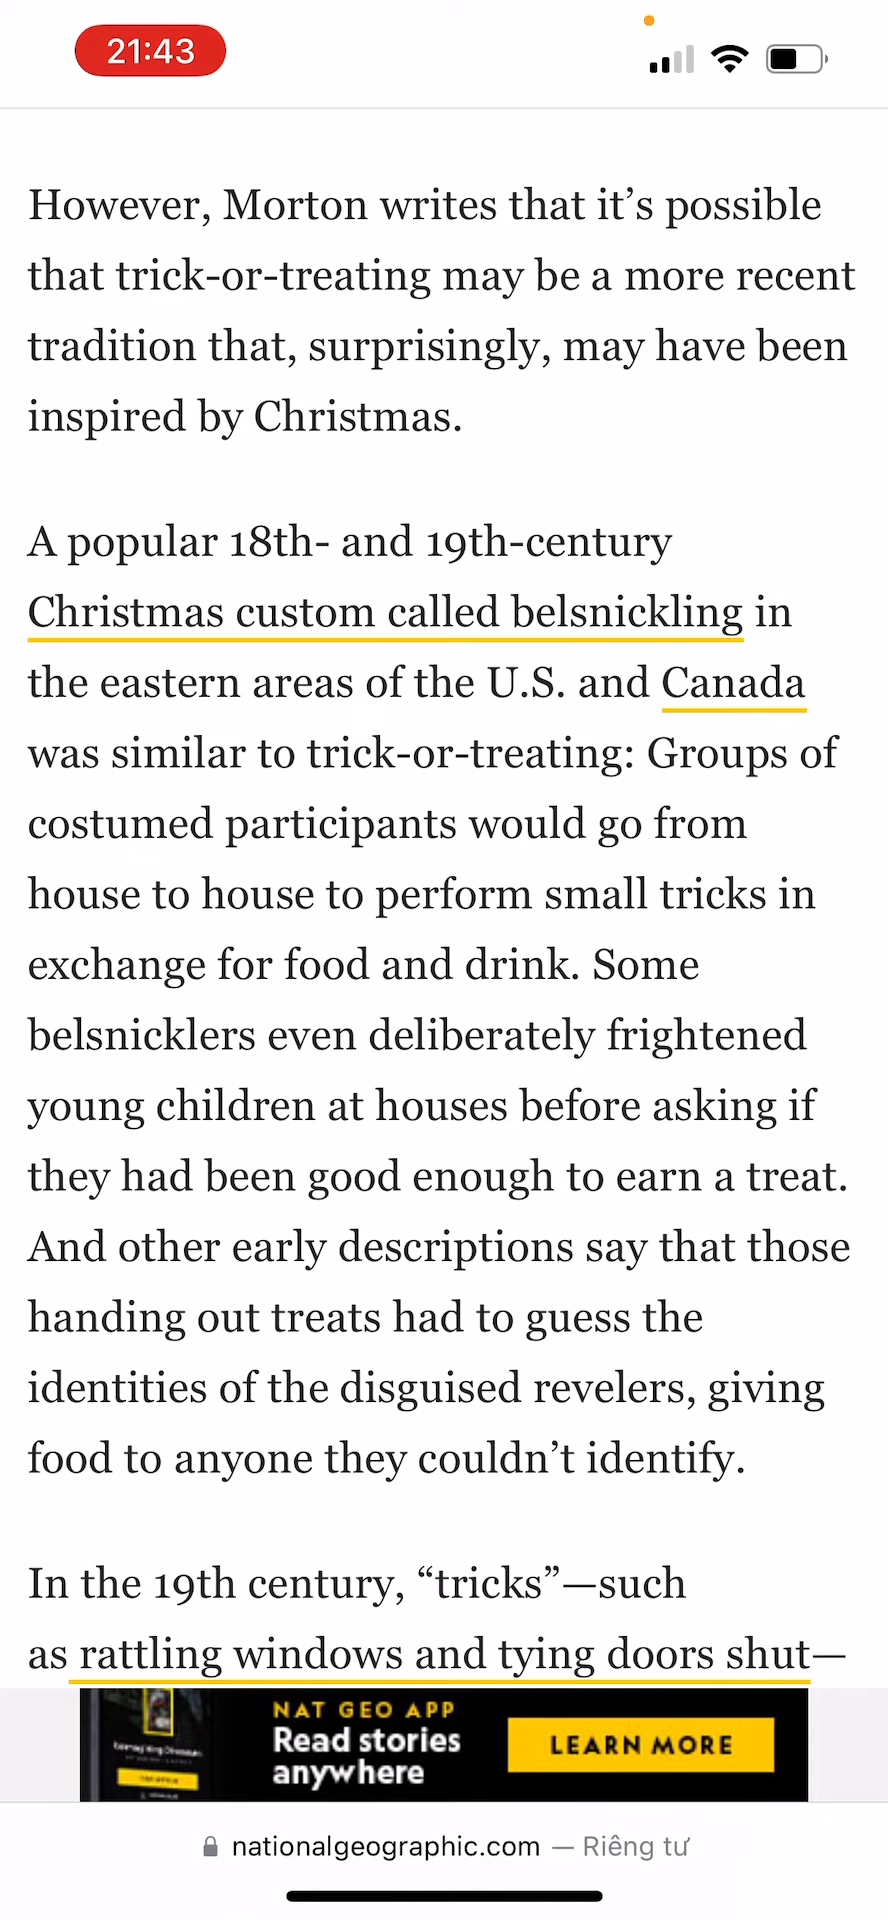 21:43
However, Morton writes that it’s possible
that trick-or-treating may be a more recent
tradition that, surprisingly, may have been
inspired by Christmas.
A popular 18th- and 19th-century
Christmas custom called belsnickling in
the eastern areas of the U.S. and Canada
was similar to trick-or-treating: Groups of
costumed participants would go from
house to house to perform small tricks in
exchange for food and drink. Some
belsnicklers even deliberately frightened
young children at houses before asking if
they had been good enough to earn a treat.
And other early descriptions say that those
handing out treats had to guess the
identities of the disguised revelers, giving
food to anyone they couldn’t identify.
In the 19th century, “tricks”—such
as rattling windows and tying doors shut—
NAT GEO APP
Read stories
anywhere
LEARN MORE
nationalgeographic.com — Riêng tư